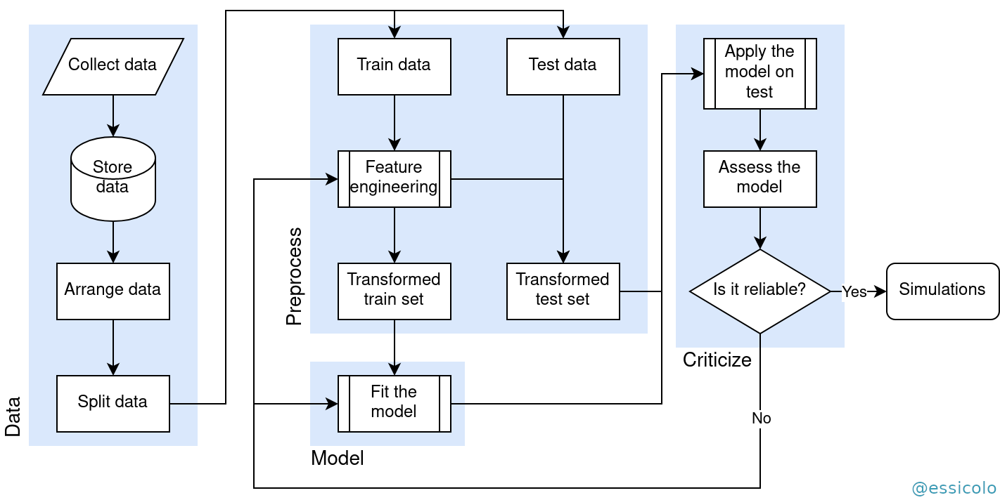 Collect data
Store
data
Arrange data
Split data
Data
Train data
Test data
Feature
engineering
Transformed
train set
Transformed
test set
Preprocess
Fit the
model
Model
Apply the
model on
test
Assess the
model
Is it reliable?
Criticize
Yes
No
Simulations
@essicolo